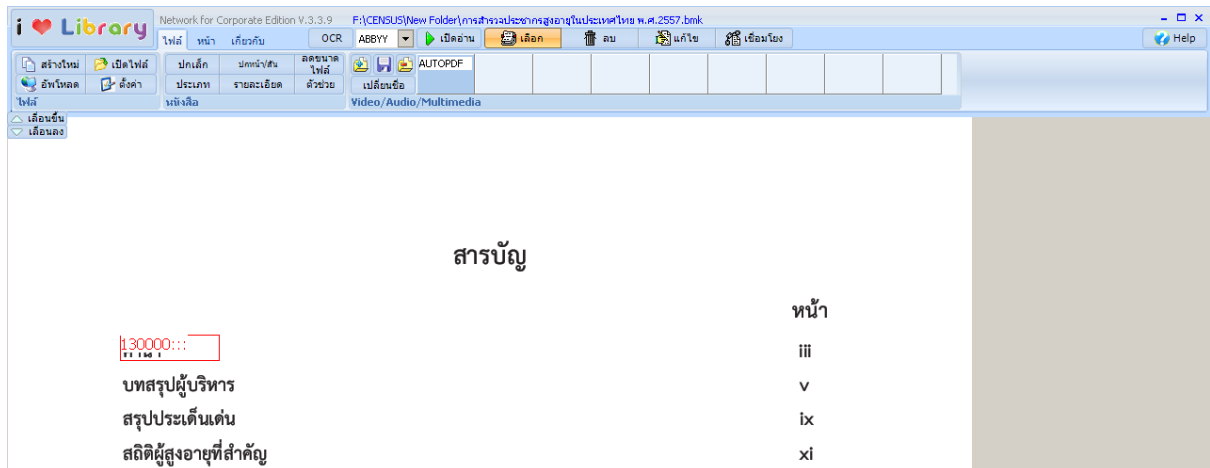 i Library
Network for Corporate Edition V.3.3.9 F:\CENSUS\New Folder\การสำรวจประชากรสูงอายุในประเทศไทย พ.ศ.2557.bmk
ไฟล์ หน้า เกี่ยวกับ OCR ABBYY เปิดอ่าน เลือก ลบ แก้ไข เชื่อมโยง Help
สร้างใหม่ เปิดไฟล์ ปกเล็ก ปกหน้า/สัน ลดขนาดไฟล์ AUTOPDF
อัพโหลด ตั้งค่า ประเภท รายละเอียด ตัวช่วย เปลี่ยนชื่อ
ไฟล์ หนังสือ Video/Audio/Multimedia
เลื่อนขึ้น
เลื่อนลง
สารบัญ
หน้า
130000:::
iii
บทสรุปผู้บริหาร v
สรุปประเด็นเด่น ix
สถิติผู้สูงอายุที่สำคัญ xi